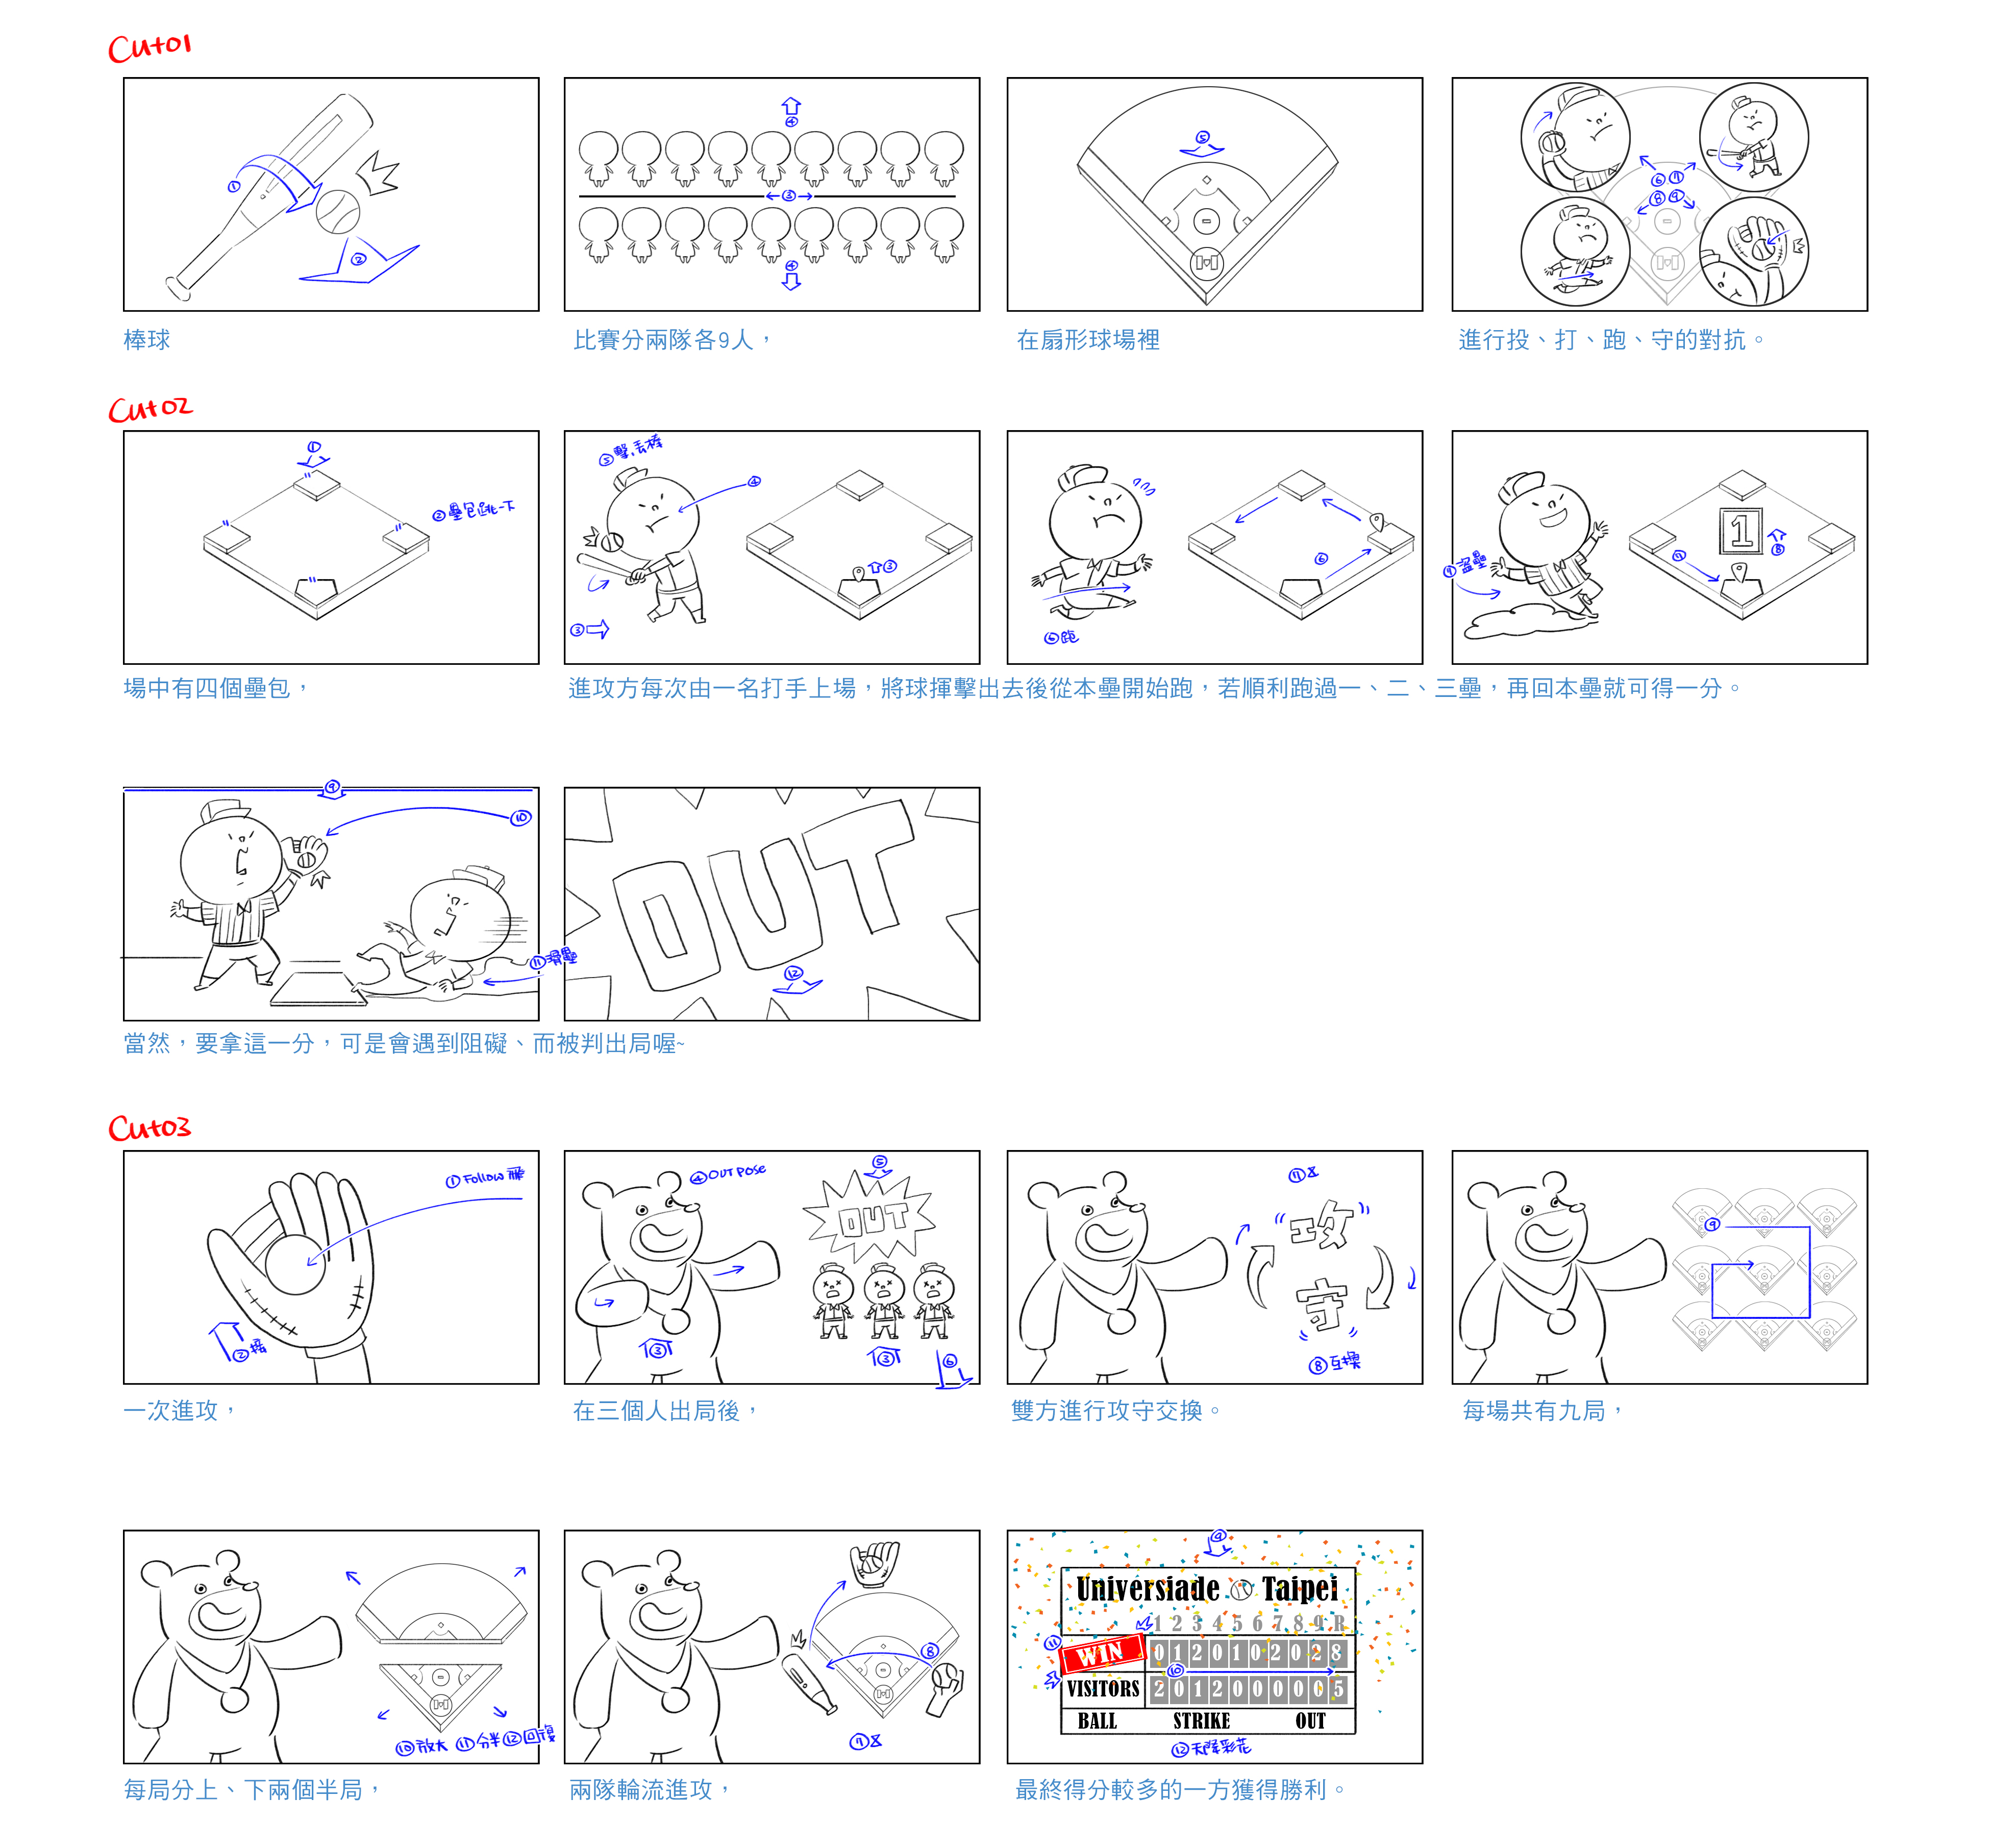 Cut01
①
②
④
③
④
⑤
⑥⑦
⑧⑨
棒球
比賽分兩隊各9人，
在扇形球場裡
進行投、打、跑、守的對抗。
Cut02
①
②壘包跳一下
⑤擊,丟棒
④
③
③
⑥
⑥跑
1
⑦
⑧
⑨盜壘
場中有四個壘包，
進攻方每次由一名打手上場，將球揮擊出去後從本壘開始跑，若順利跑過一、二、三壘，再回本壘就可得一分。
⑨
⑩
⑪滑壘
OUT
⑫
當然，要拿這一分，可是會遇到阻礙、而被判出局喔~
Cut03
①Follow 飛
②接
④OUT POSE
⑤
OUT
③
③
⑥
攻
守
⑧互換
⑨
一次進攻，
在三個人出局後，
雙方進行攻守交換。
每場共有九局，
⑩放大 ⑪分半⑫回復
⑧
⑨
Universiade Taipei
1 2 3 4 5 6 7 8 9 R
⑪
WIN 0 1 2 0 1 0 2 0 2 8
⑩
VISITORS 2 0 1 2 0 0 0 0 0 5
BALL STRIKE OUT
⑫天降彩花
每局分上、下兩個半局，
兩隊輪流進攻，
最終得分較多的一方獲得勝利。